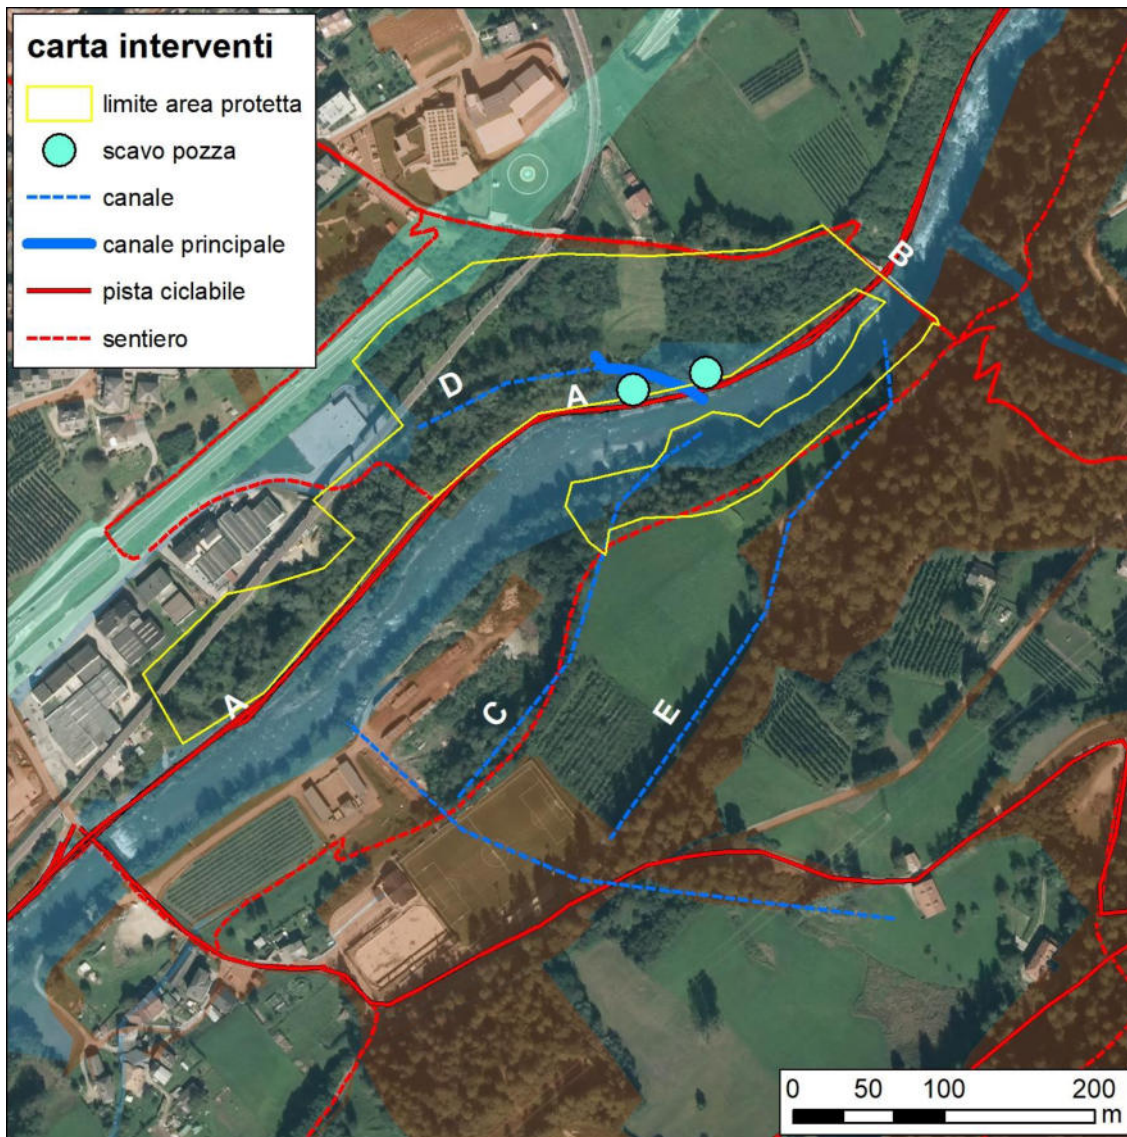 carta interventi
limite area protetta
scavo pozza
canale
canale principale
pista ciclabile
sentiero
B
D
A
A
C
E
0 50 100 200
m